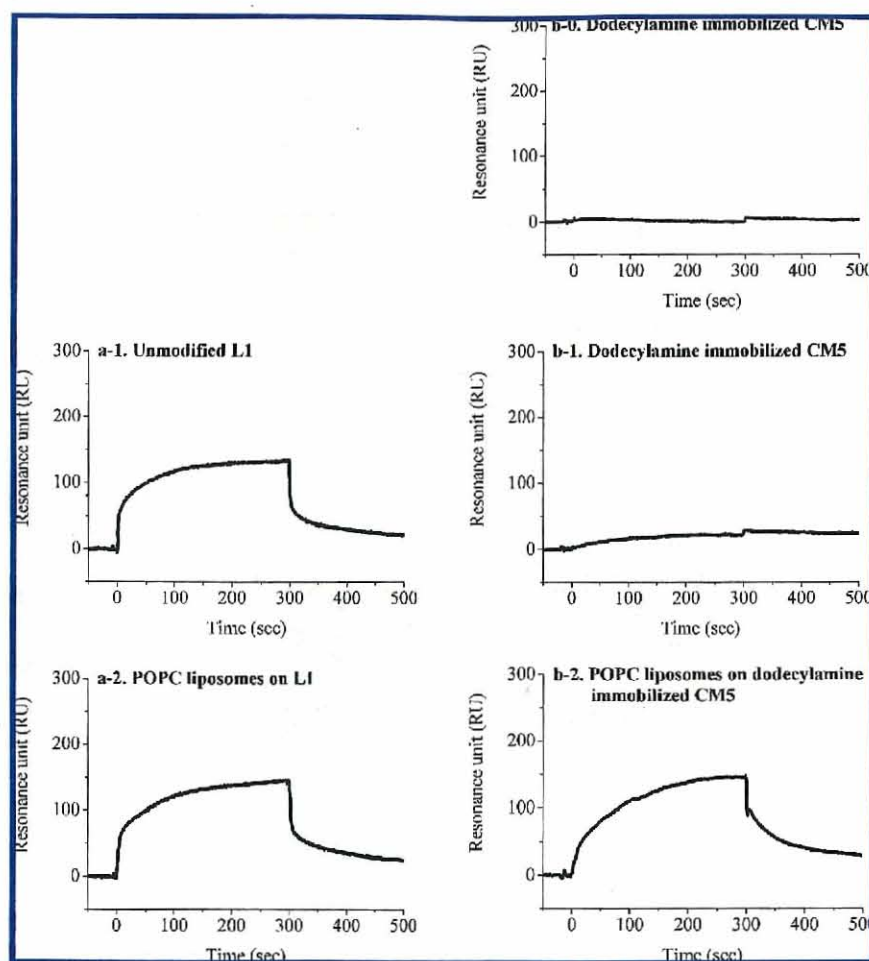 b-0. Dodecylamine immobilized CM5
300
200
100
0
Resonance unit (RU)
0 100 200 300 400 500
Time (sec)
a-1. Unmodified L1
300
200
100
0
Resonance unit (RU)
0 100 200 300 400 500
Time (sec)
b-1. Dodecylamine immobilized CM5
300
200
100
0
Resonance unit (RU)
0 100 200 300 400 500
Time (sec)
a-2. POPC liposomes on L1
300
200
100
0
Resonance unit (RU)
0 100 200 300 400 500
Time (sec)
b-2. POPC liposomes on dodecylamine
immobilized CM5
300
200
100
0
Resonance unit (RU)
0 100 200 300 400 500
Time (sec)